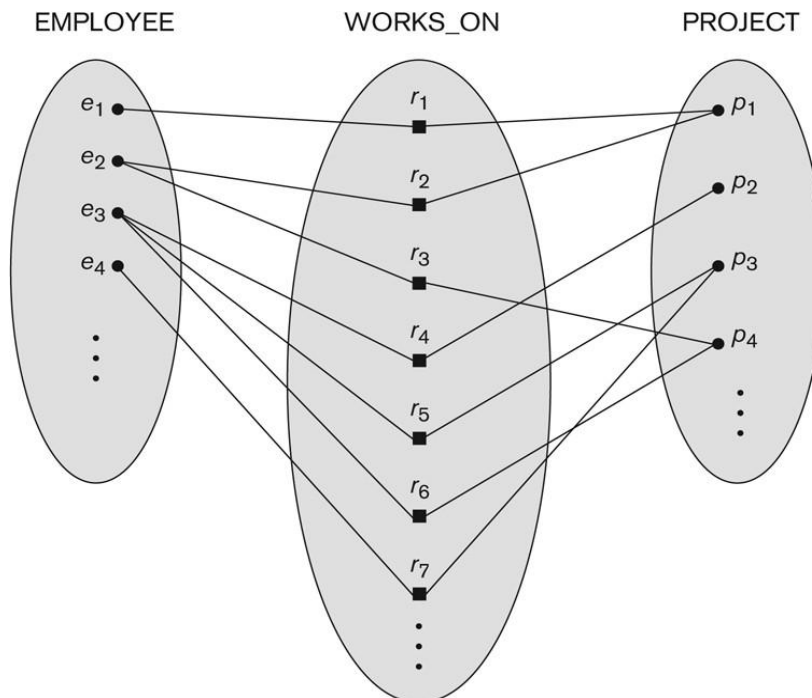 EMPLOYEE WORKS_ON PROJECT
e1
e2
e3
e4
r1
r2
r3
r4
r5
r6
r7
p1
p2
p3
p4